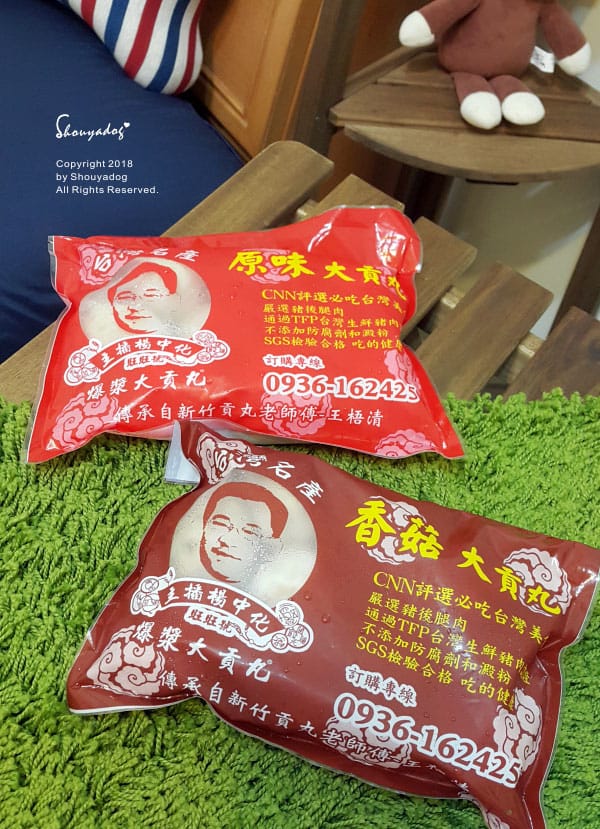 Shouyadog
Copyright 2018
by Shouyadog
All Rights Reserved.
灣名產
原味大貢丸
CNN評選必吃台灣美
嚴選豬後腿肉
通過TFP台灣生鮮豬肉
不添加防腐劑和澱粉
SGS檢驗合格 吃的健
主播楊中化
旺旺號
爆漿大貢丸
訂購專線
0936-162425
傳承自新竹貢丸老師傅-王梧清
灣名產
香菇大貢丸
CNN評選必吃台灣美
嚴選豬後腿肉
通過TFP台灣生鮮豬肉
不添加防腐劑和澱粉
SGS檢驗合格 吃的健
主播楊中化
旺旺號
爆漿大貢丸
訂購專線
0936-162425
傳承自新竹貢丸老師傅-王